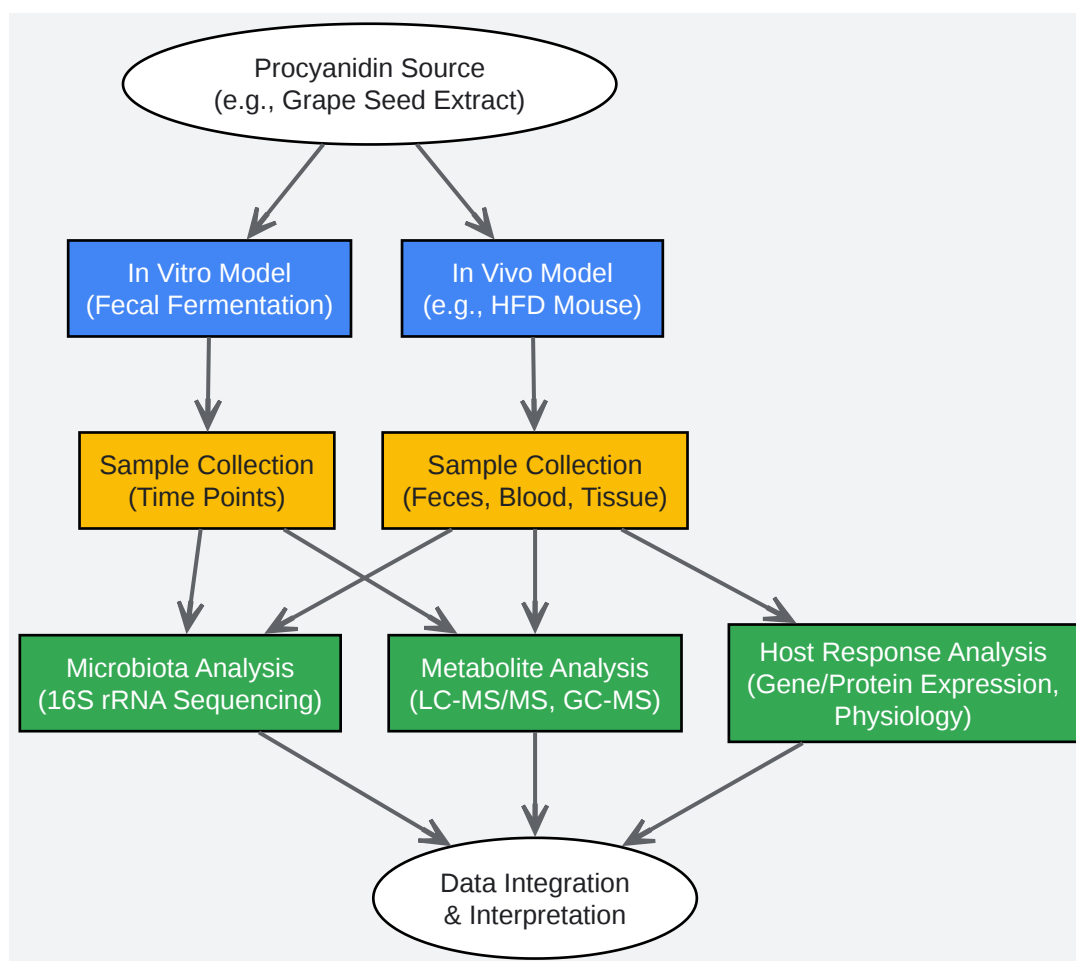 Procyanidin Source
(e.g., Grape Seed Extract)
In Vitro Model
(Fecal Fermentation)
In Vivo Model
(e.g., HFD Mouse)
Sample Collection
(Time Points)
Sample Collection
(Feces, Blood, Tissue)
Microbiota Analysis
(16S rRNA Sequencing)
Metabolite Analysis
(LC-MS/MS, GC-MS)
Host Response Analysis
(Gene/Protein Expression,
Physiology)
Data Integration
& Interpretation